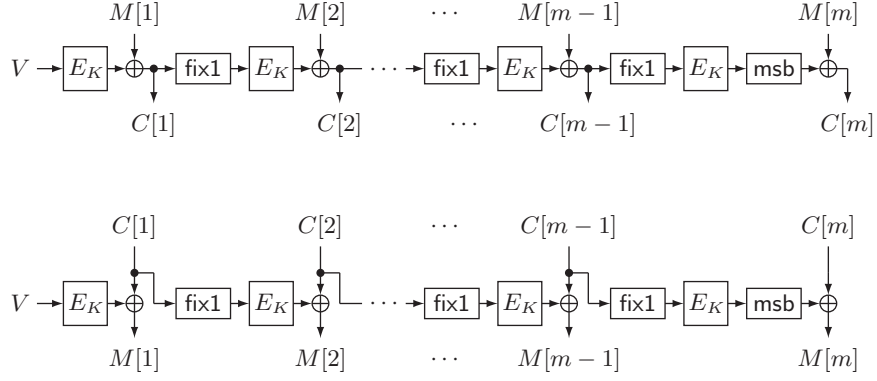 M[1] M[2] ··· M[m − 1] M[m]
V E_K fix1 E_K ··· fix1 E_K fix1 E_K msb
C[1] C[2] ··· C[m − 1] C[m]
C[1] C[2] ··· C[m − 1] C[m]
V E_K fix1 E_K ··· fix1 E_K fix1 E_K msb
M[1] M[2] ··· M[m − 1] M[m]